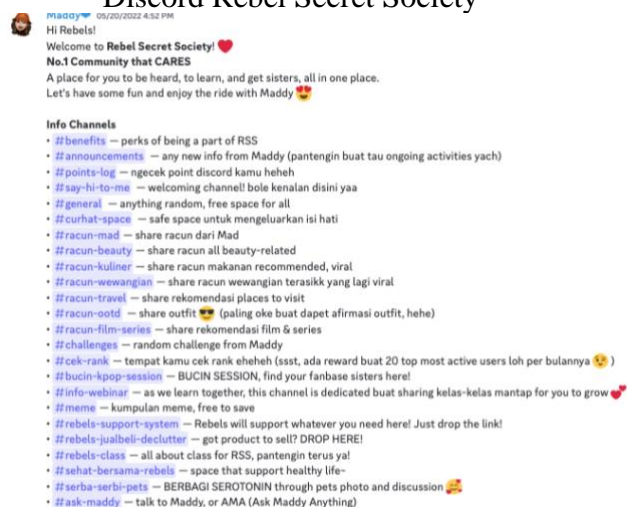 Discord Rebel Secret Society
Maddy 05/20/2022 4:52 PM
Hi Rebels!
Welcome to Rebel Secret Society! ❤️
No.1 Community that CARES
A place for you to be heard, to learn, and get sisters, all in one place.
Let's have some fun and enjoy the ride with Maddy 😍
Info Channels
• #benefits — perks of being a part of RSS
• #announcements — any new info from Maddy (pantengin buat tau ongoing activities yach)
• #points-log — ngecek point discord kamu heheh
• #say-hi-to-me — welcoming channel! bole kenalan disini yaa
• #general — anything random, free space for all
• #curhat-space — safe space untuk mengeluarkan isi hati
• #racun-mad — share racun dari Mad
• #racun-beauty — share racun all beauty-related
• #racun-kuliner — share racun makanan recommended, viral
• #racun-wewangian — share racun wewangian terasikk yang lagi viral
• #racun-travel — share rekomendasi places to visit
• #racun-ootd — share outfit 😎 (paling oke buat dapet afirmasi outfit, hehe)
• #racun-film-series — share rekomendasi film & series
• #challenges — random challenge from Maddy
• #cek-rank — tempat kamu cek rank eheheh (ssst, ada reward buat 20 top most active users loh per bulannya 😉 )
• #bucin-kpop-session — BUCIN SESSION, find your fanbase sisters here!
• #info-webinar — as we learn together, this channel is dedicated buat sharing kelas-kelas mantap for you to grow 💕
• #meme — kumpulan meme, free to save
• #rebels-support-system — Rebels will support whatever you need here! Just drop the link!
• #rebels-jualbeli-declutter — got product to sell? DROP HERE!
• #rebels-class — all about class for RSS, pantengin terus ya!
• #sehat-bersama-rebels — space that support healthy life~
• #serba-serbi-pets — BERBAGI SEROTONIN through pets photo and discussion 🥰
• #ask-maddy — talk to Maddy, or AMA (Ask Maddy Anything)